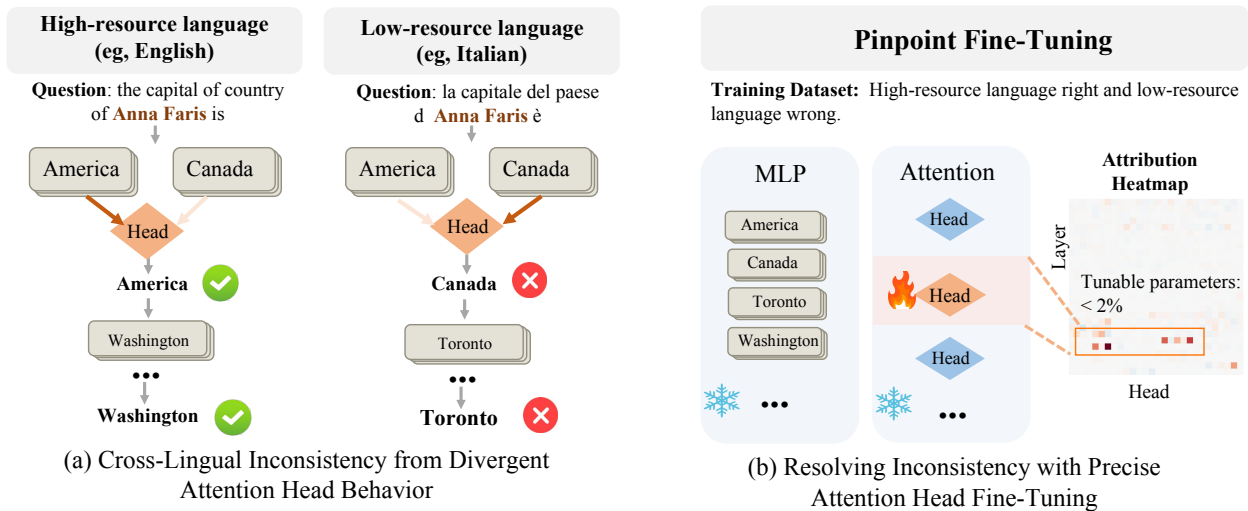 High-resource language
(eg, English)
Question: the capital of country
of Anna Faris is
America
Canada
Head
America
Washington
...
Washington
Low-resource language
(eg, Italian)
Question: la capitale del paese
d Anna Faris è
America
Canada
Head
Canada
Toronto
...
Toronto
(a) Cross-Lingual Inconsistency from Divergent
Attention Head Behavior
Pinpoint Fine-Tuning
Training Dataset: High-resource language right and low-resource
language wrong.
MLP
America
Canada
Toronto
Washington
...
Attention
Head
Head
Head
...
Attribution
Heatmap
Layer
Tunable parameters:
< 2%
Head
(b) Resolving Inconsistency with Precise
Attention Head Fine-Tuning